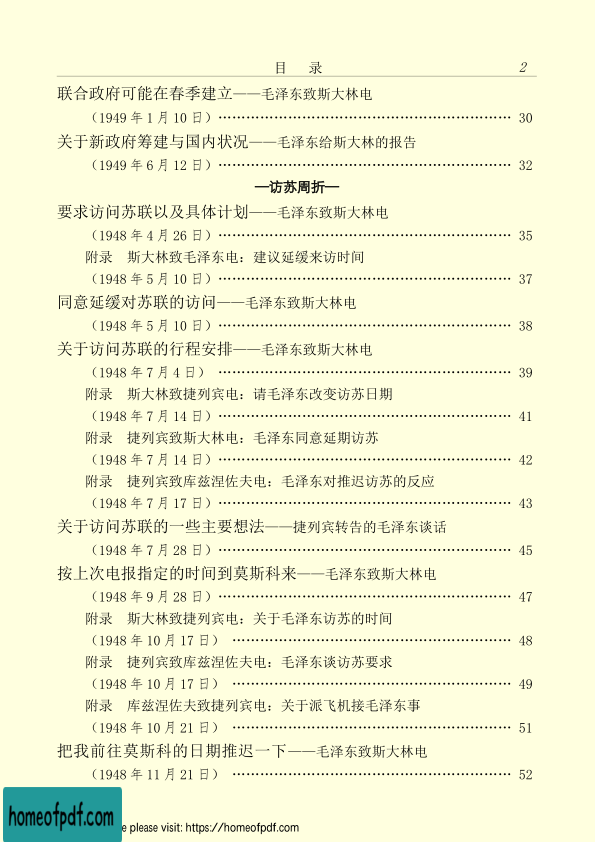 目 录 2
联合政府可能在春季建立——毛泽东致斯大林电
（1949 年 1 月 10 日）…………………………………………………… 30
关于新政府筹建与国内状况——毛泽东给斯大林的报告
（1949 年 6 月 12 日）…………………………………………………… 32
—访苏周折—
要求访问苏联以及具体计划——毛泽东致斯大林电
（1948 年 4 月 26 日）…………………………………………………… 35
附录 斯大林致毛泽东电：建议延缓来访时间
（1948 年 5 月 10 日）…………………………………………………… 37
同意延缓对苏联的访问——毛泽东致斯大林电
（1948 年 5 月 10 日）…………………………………………………… 38
关于访问苏联的行程安排——毛泽东致斯大林电
（1948 年 7 月 4 日） …………………………………………………… 39
附录 斯大林致捷列宾电：请毛泽东改变访苏日期
（1948 年 7 月 14 日）…………………………………………………… 41
附录 捷列宾致斯大林电：毛泽东同意延期访苏
（1948 年 7 月 14 日）…………………………………………………… 42
附录 捷列宾致库兹涅佐夫电：毛泽东对推迟访苏的反应
（1948 年 7 月 17 日）…………………………………………………… 43
关于访问苏联的一些主要想法——捷列宾转告的毛泽东谈话
（1948 年 7 月 28 日）…………………………………………………… 45
按上次电报指定的时间到莫斯科来——毛泽东致斯大林电
（1948 年 9 月 28 日）…………………………………………………… 47
附录 斯大林致捷列宾电：关于毛泽东访苏的时间
（1948 年 10 月 17 日） ………………………………………………… 48
附录 捷列宾致库兹涅佐夫电：毛泽东谈访苏要求
（1948 年 10 月 17 日） ………………………………………………… 49
附录 库兹涅佐夫致捷列宾电：关于派飞机接毛泽东事
（1948 年 10 月 21 日） ………………………………………………… 51
把我前往莫斯科的日期推迟一下——毛泽东致斯大林电
（1948 年 11 月 21 日） ………………………………………………… 52
homeofpdf.com
please visit: https://homeofpdf.com